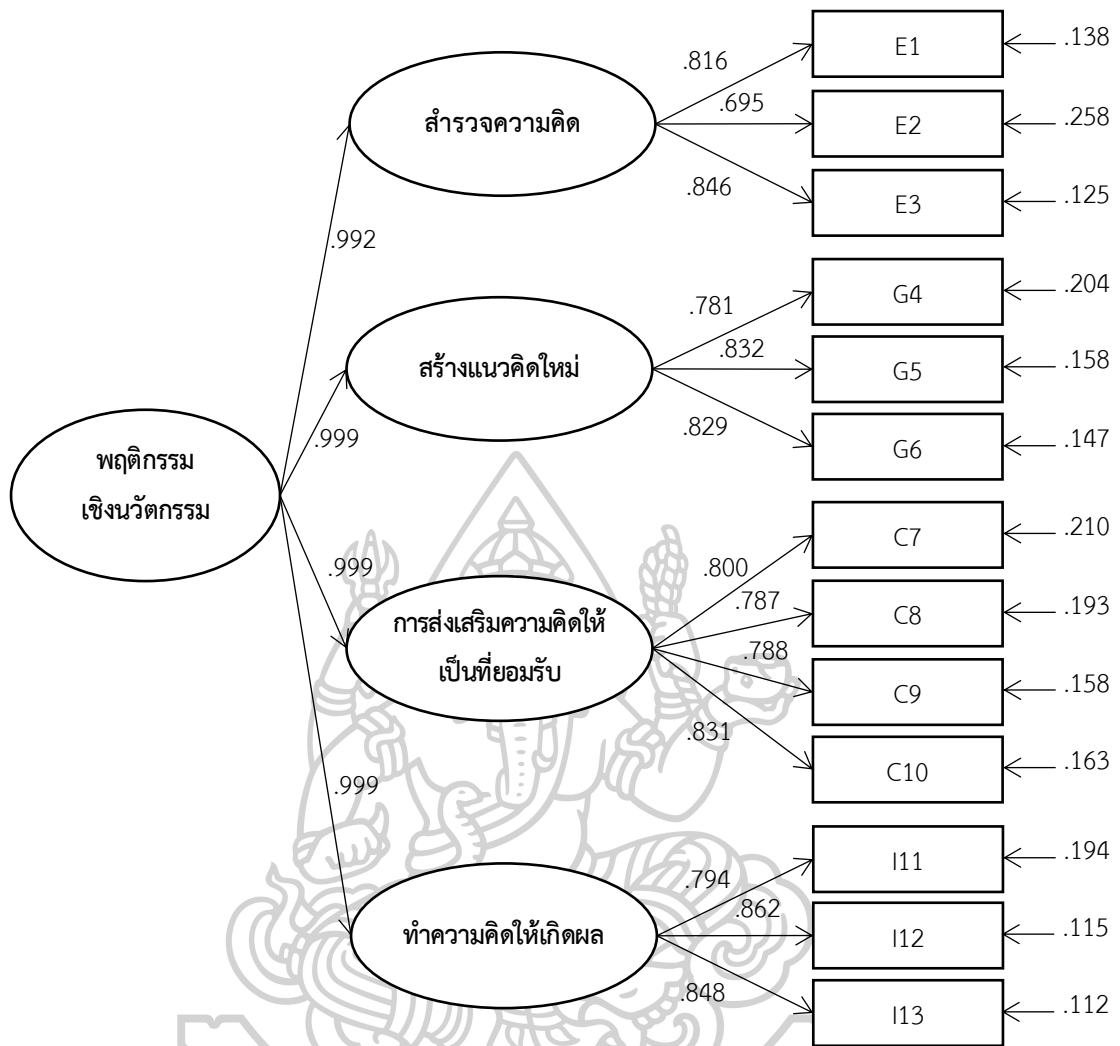 .816
E1
.138
สำรวจความคิด
.695
E2
.258
.846
E3
.125
.992
.781
G4
.204
สร้างแนวคิดใหม่
.832
G5
.158
.829
G6
.147
.999
พฤติกรรม
เชิงนวัตกรรม
.999
.800
C7
.210
การส่งเสริมความคิดให้
เป็นที่ยอมรับ
.787
C8
.193
.788
C9
.158
.831
C10
.163
.999
.794
I11
.194
ทำความคิดให้เกิดผล
.862
I12
.115
.848
I13
.112